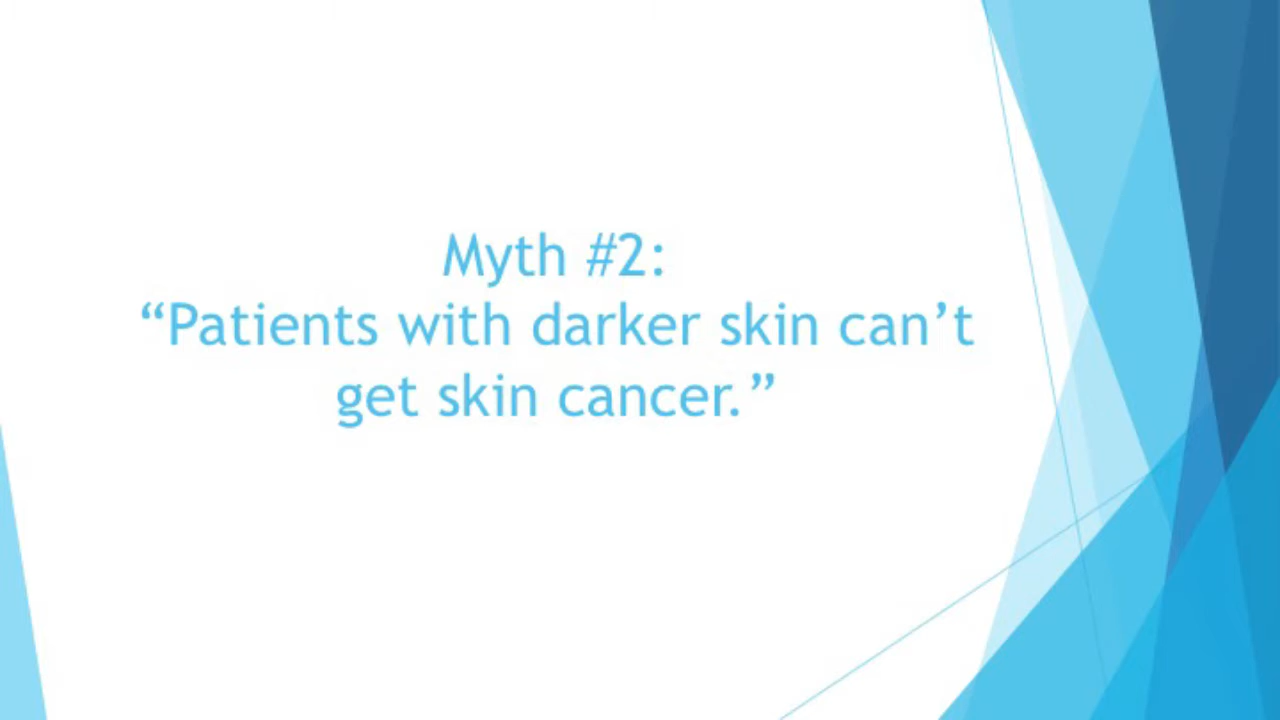 Myth #2:
“Patients with darker skin can’t
get skin cancer.”